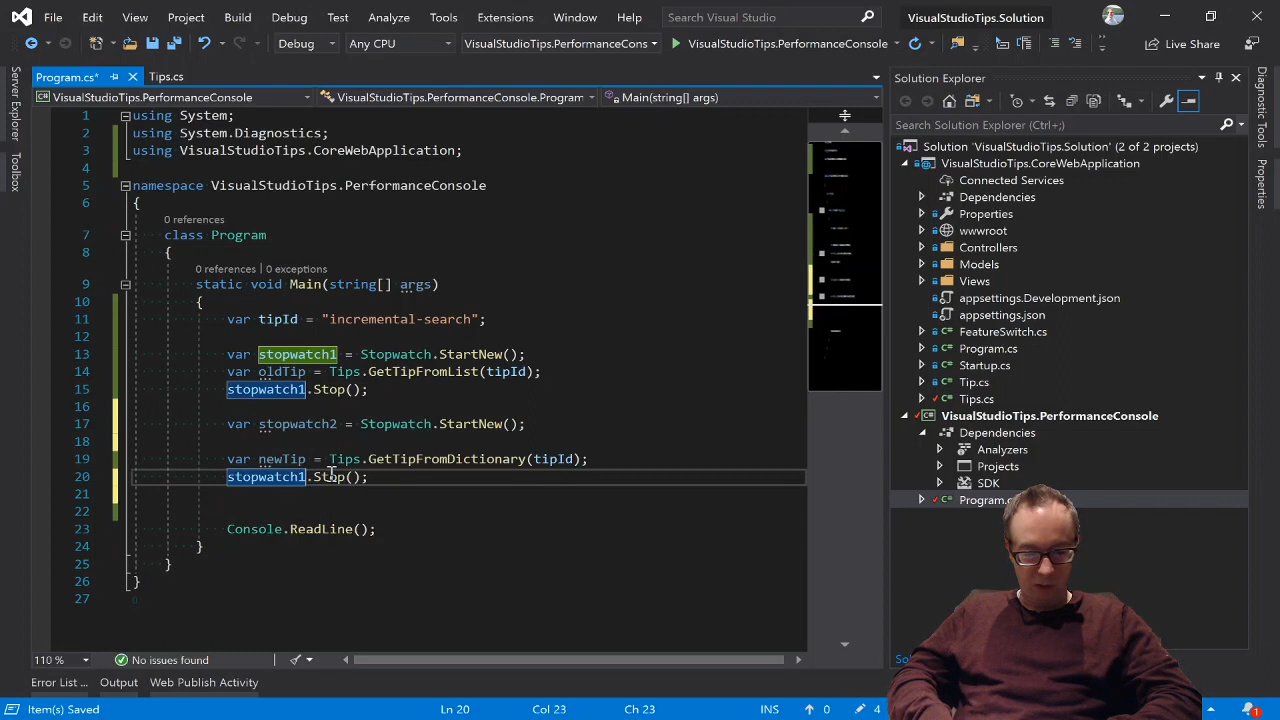 File Edit View Project Build Debug Test Analyze Tools Extensions Window Help Search Visual Studio VisualStudioTips.Solution
Debug Any CPU VisualStudioTips.PerformanceCons VisualStudioTips.PerformanceConsole Live Share
Program.cs* Tips.cs
VisualStudioTips.PerformanceConsole VisualStudioTips.PerformanceConsole.Program Main(string[] args)
1 using System;
2 using System.Diagnostics;
3 using VisualStudioTips.CoreWebApplication;
4
5 namespace VisualStudioTips.PerformanceConsole
6 {
0 references
7 class Program
8 {
0 references | 0 exceptions
9 static void Main(string[] args)
10 {
11 var tipId = "incremental-search";
12
13 var stopwatch1 = Stopwatch.StartNew();
14 var oldTip = Tips.GetTipFromList(tipId);
15 stopwatch1.Stop();
16
17 var stopwatch2 = Stopwatch.StartNew();
18
19 var newTip = Tips.GetTipFromDictionary(tipId);
20 stopwatch1.Stop();
21
22
23 Console.ReadLine();
24 }
25 }
26 }
27
110 % No issues found
Error List ... Output Web Publish Activity
Item(s) Saved Ln 20 Col 23 Ch 23 INS 0 4 1
Server Explorer
Toolbox
Solution Explorer
Search Solution Explorer (Ctrl+;)
Solution 'VisualStudioTips.Solution' (2 of 2 projects)
VisualStudioTips.CoreWebApplication
Connected Services
Dependencies
Properties
wwwroot
Controllers
Models
Views
appsettings.Development.json
appsettings.json
FeatureSwitch.cs
Program.cs
Startup.cs
Tip.cs
Tips.cs
VisualStudioTips.PerformanceConsole
Dependencies
Analyzers
Projects
SDK
Program.c
Diagnostic Tools
Properties